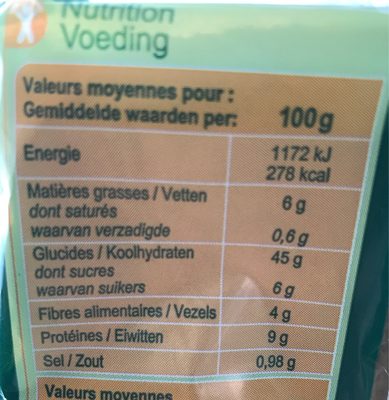 Nutrition
Voeding
Valeurs moyennes pour :
Gemiddelde waarden per: 100g
Energie 1172 kJ
278 kcal
Matières grasses / Vetten 6 g
dont saturés
waarvan verzadigde 0,6 g
Glucides / Koolhydraten 45 g
dont sucres
waarvan suikers 6 g
Fibres alimentaires / Vezels 4 g
Protéines / Eiwitten 9 g
Sel / Zout 0,98 g
Valeurs moyennes